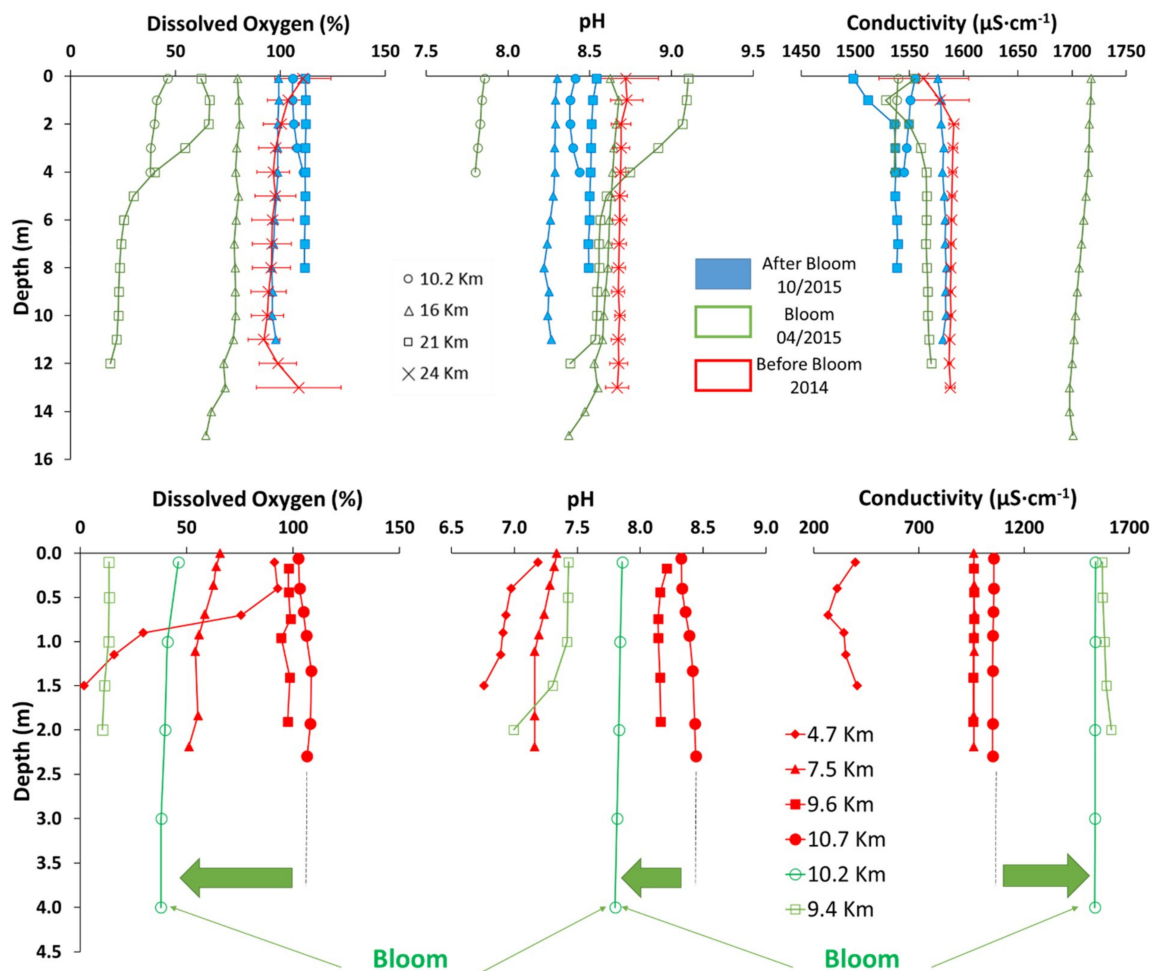 Dissolved Oxygen (%) pH Conductivity (µS·cm⁻¹)
0 50 100 150 7.5 8.0 8.5 9.0 9.5 1450 1500 1550 1600 1650 1700 1750
Depth (m)
0
2
4
6
8
10
12
14
16
10.2 Km
16 Km
21 Km
24 Km
After Bloom
10/2015
Bloom
04/2015
Before Bloom
2014
Dissolved Oxygen (%) pH Conductivity (µS·cm⁻¹)
0 50 100 150 6.5 7.0 7.5 8.0 8.5 9.0 200 700 1200 1700
Depth (m)
0.0
0.5
1.0
1.5
2.0
2.5
3.0
3.5
4.0
4.5
4.7 Km
7.5 Km
9.6 Km
10.7 Km
10.2 Km
9.4 Km
Bloom Bloom